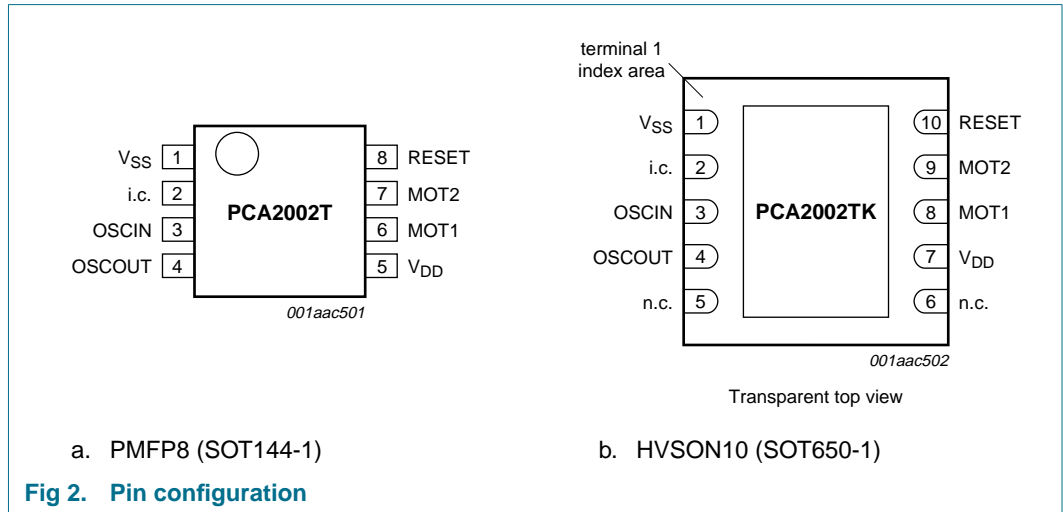 VSS 1
i.c. 2
OSCIN 3
OSCOUT 4
PCA2002T
8 RESET
7 MOT2
6 MOT1
5 VDD
001aac501
a. PMFP8 (SOT144-1)
terminal 1
index area
VSS 1
i.c. 2
OSCIN 3
OSCOUT 4
n.c. 5
PCA2002TK
10 RESET
9 MOT2
8 MOT1
7 VDD
6 n.c.
001aac502
Transparent top view
b. HVSON10 (SOT650-1)
Fig 2. Pin configuration